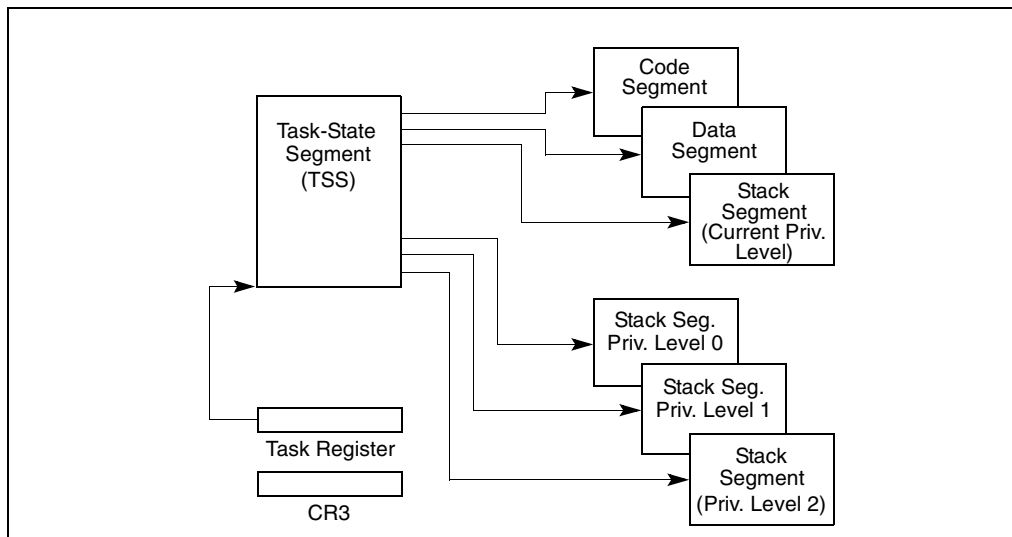 Code
Segment
Task-State
Segment
(TSS)
Data
Segment
Stack
Segment
(Current Priv.
Level)
Stack Seg.
Priv. Level 0
Stack Seg.
Priv. Level 1
Task Register
Stack
Segment
(Priv. Level 2)
CR3